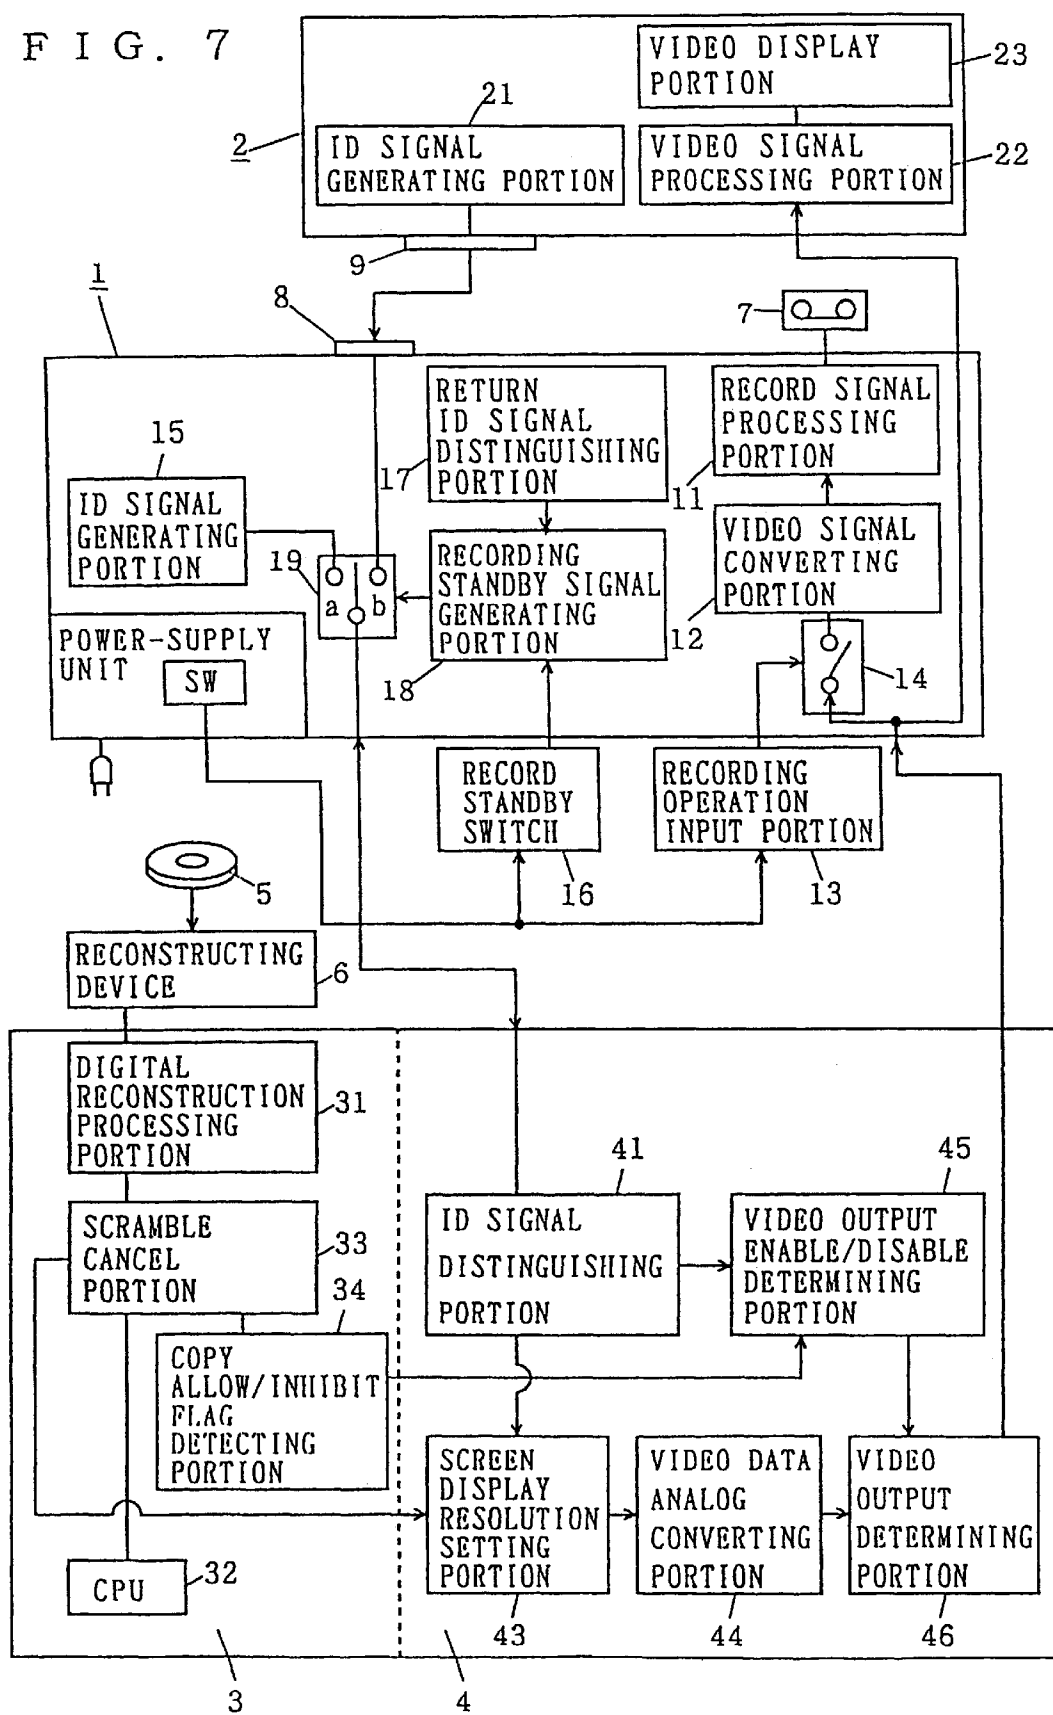 FIG. 7
VIDEO DISPLAY
PORTION
23
21
2
ID SIGNAL
GENERATING PORTION
VIDEO SIGNAL
PROCESSING PORTION
22
9
1
8
7
RETURN
ID SIGNAL
DISTINGUISHING
PORTION
17
RECORD SIGNAL
PROCESSING
PORTION
11
15
ID SIGNAL
GENERATING
PORTION
19
a
b
RECORDING
STANDBY SIGNAL
GENERATING
PORTION
18
VIDEO SIGNAL
CONVERTING
PORTION
12
14
POWER-SUPPLY
UNIT
SW
RECORD
STANDBY
SWITCH
16
RECORDING
OPERATION
INPUT PORTION
13
5
RECONSTRUCTING
DEVICE
6
DIGITAL
RECONSTRUCTION
PROCESSING
PORTION
31
SCRAMBLE
CANCEL
PORTION
33
34
COPY
ALLOW/INHIBIT
FLAG
DETECTING
PORTION
CPU
32
41
ID SIGNAL
DISTINGUISHING
PORTION
45
VIDEO OUTPUT
ENABLE/DISABLE
DETERMINING
PORTION
SCREEN
DISPLAY
RESOLUTION
SETTING
PORTION
43
VIDEO DATA
ANALOG
CONVERTING
PORTION
44
VIDEO
OUTPUT
DETERMINING
PORTION
46
3
4